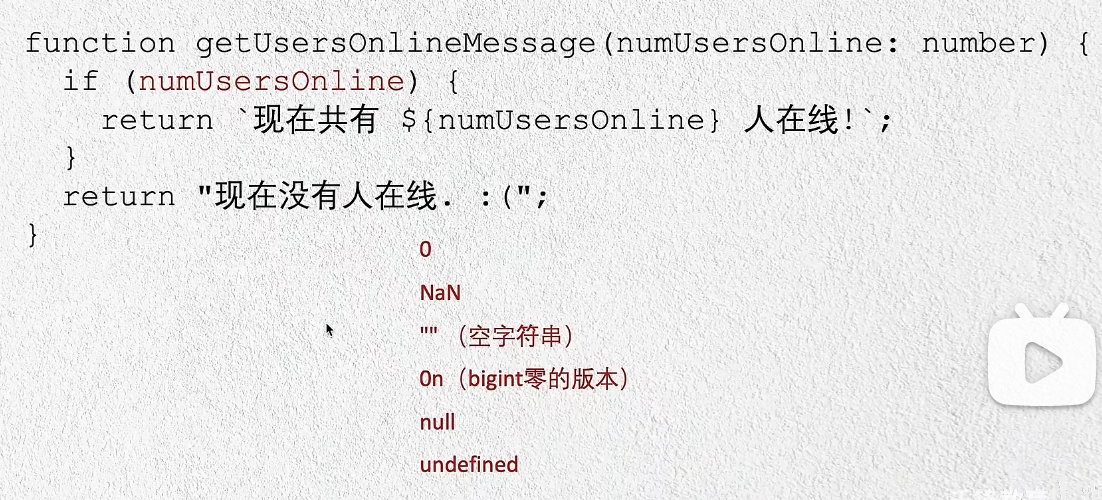 function getUsersOnlineMessage(numUsersOnline: number) {
  if (numUsersOnline) {
    return `现在共有 ${numUsersOnline} 人在线!`;
  }
  return "现在没有人在线. :(";
}
0
NaN
"" （空字符串）
0n（bigint零的版本）
null
undefined